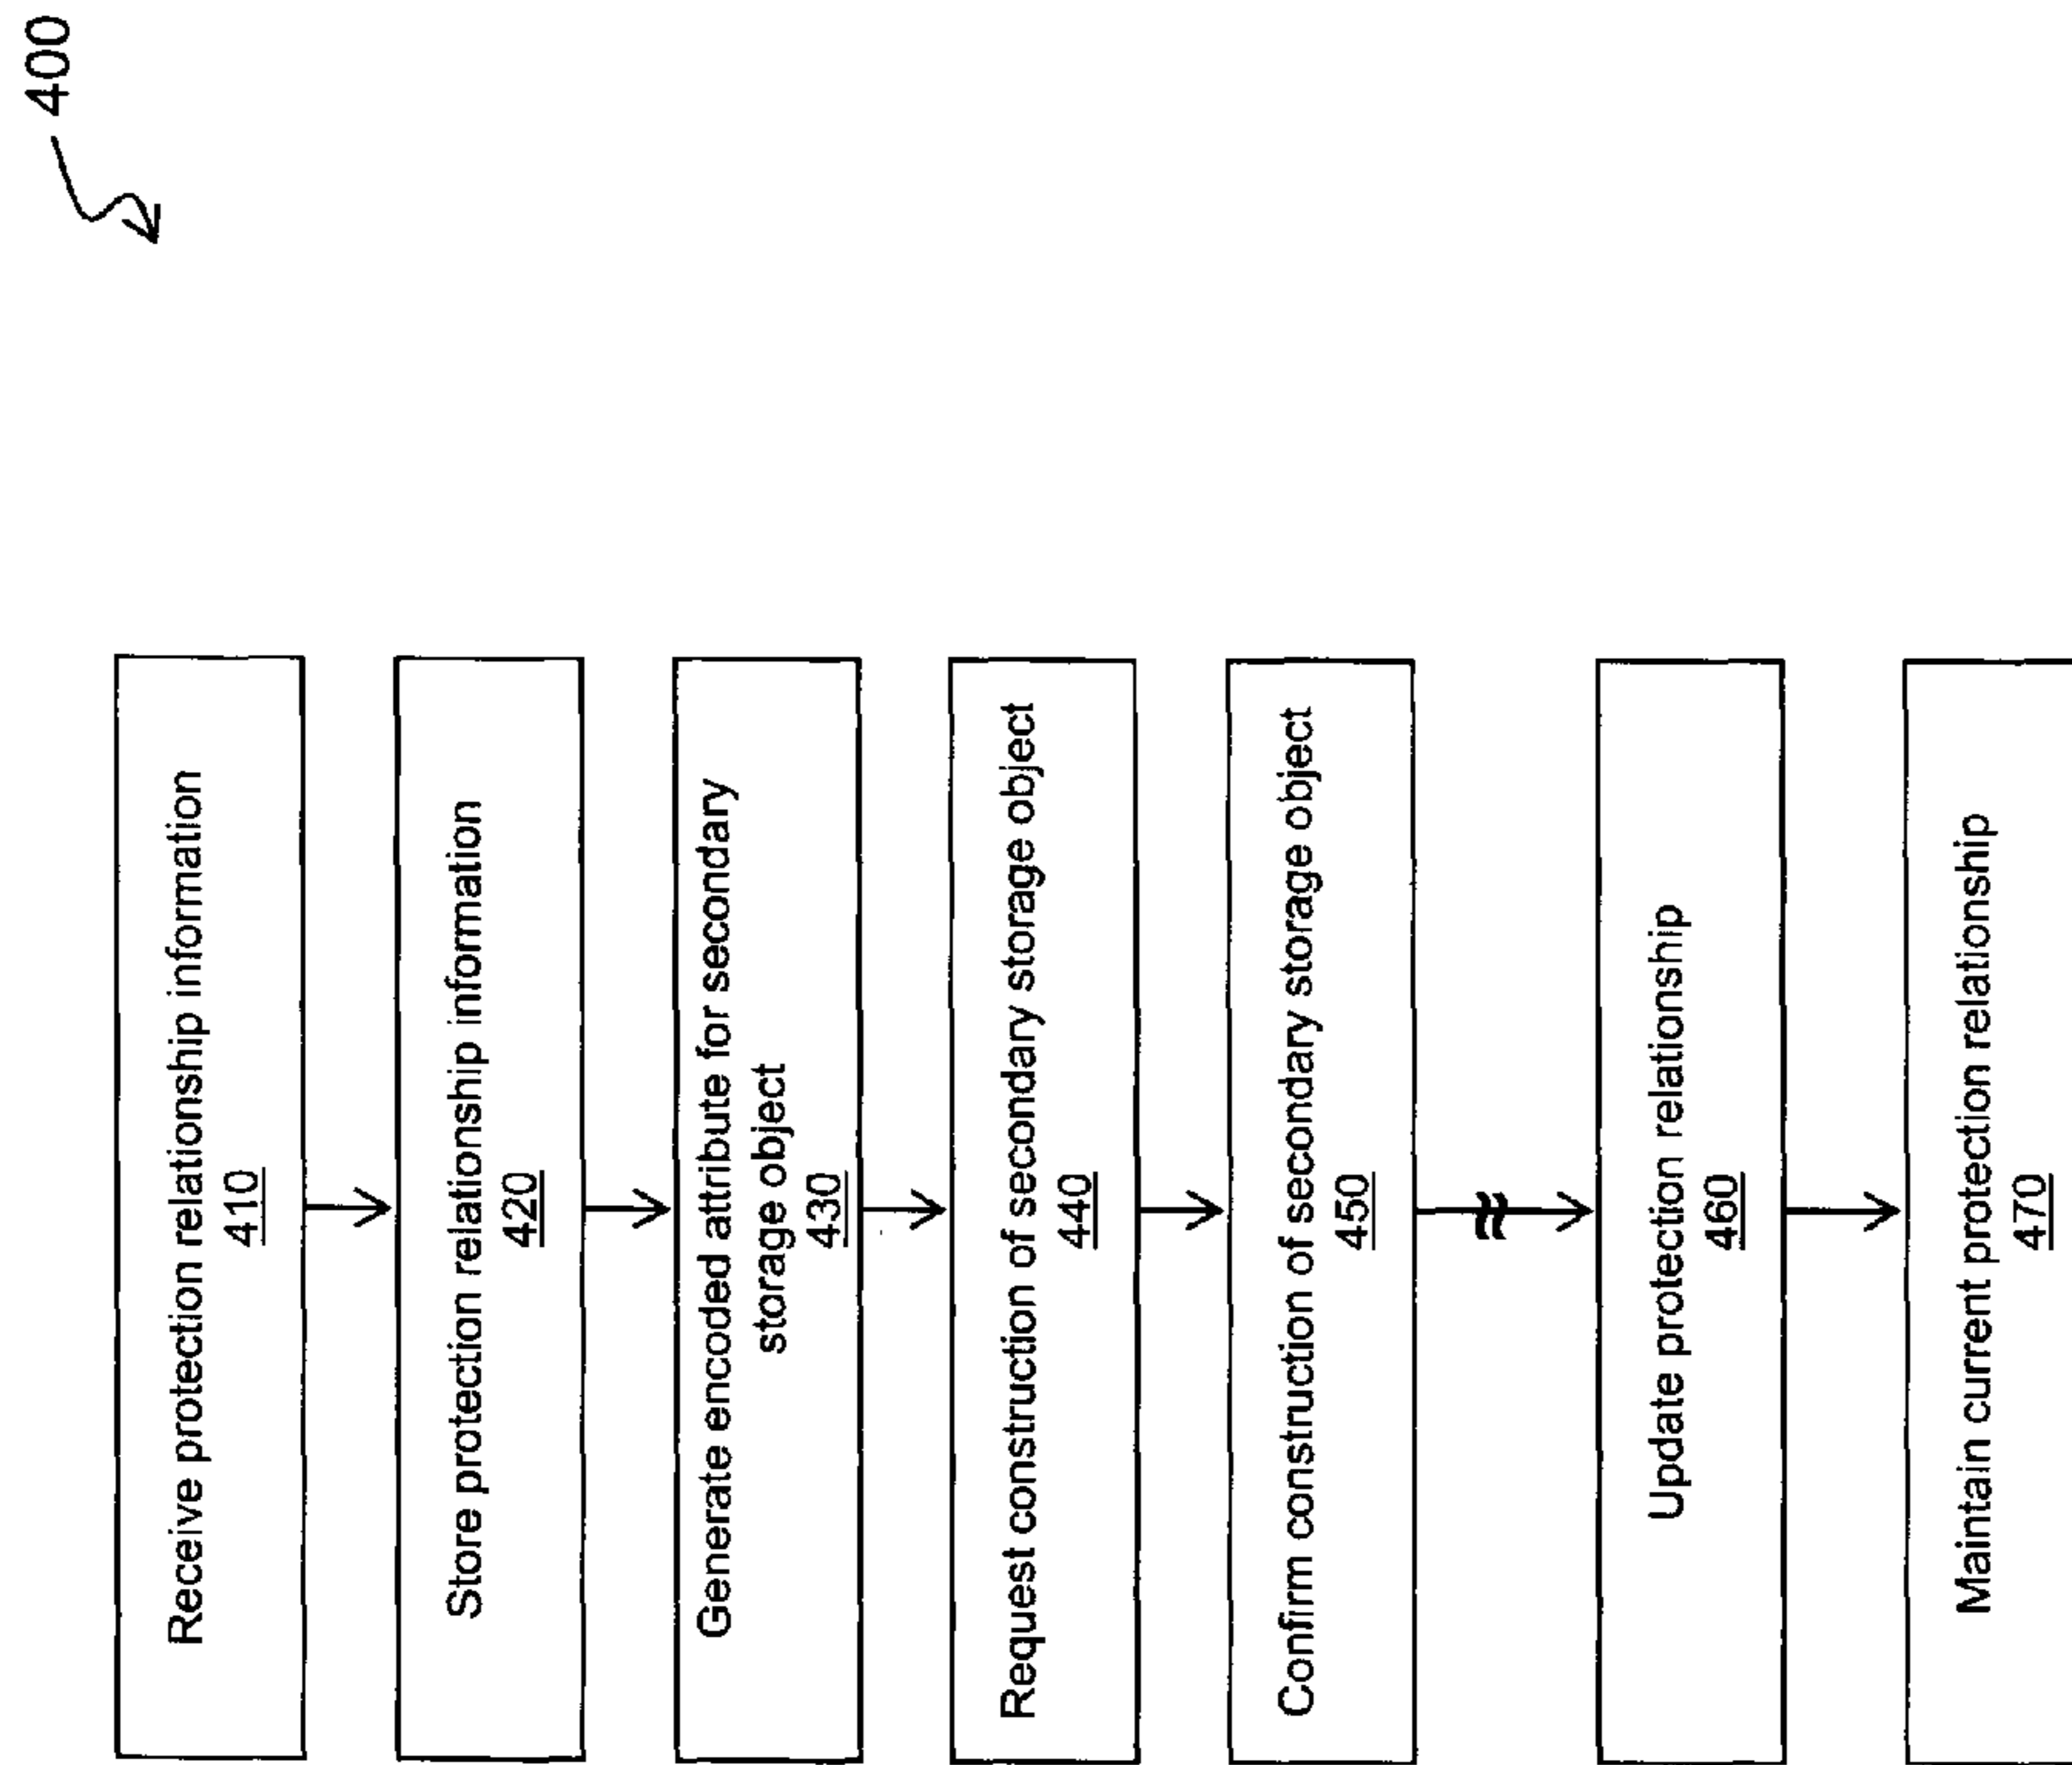 400
Receive protection relationship information
410
Store protection relationship information
420
Generate encoded attribute for secondary
storage object
430
Request construction of secondary storage object
440
Confirm construction of secondary storage object
450
Update protection relationship
460
Maintain current protection relationship
470